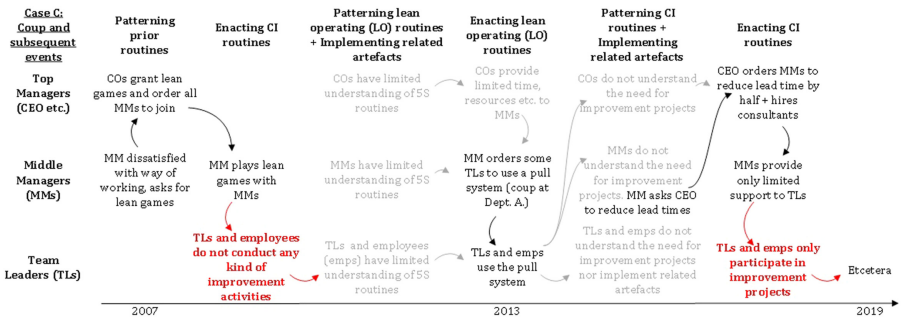 Case C:
Coup and
subsequent
events
Patterning
prior
routines
Enacting CI
routines
Patterning lean
operating (LO) routines
+ Implementing related
artefacts
Enacting lean
operating (LO)
routines
Patterning CI
routines +
Implementing
related artefacts
Enacting CI
routines
Top
Managers
(CEO etc.)
COs grant lean
games and order all
MMs to join
COs have limited
understanding of 5S
routines
COs provide
limited time,
resources etc. to
MMs
COs do not understand
the need for
improvement projects
CEO orders MMs to
reduce lead time by
half + hires
consultants
Middle
Managers
(MMs)
MM dissatisfied
with way of
working, asks for
lean games
MM plays lean
games with
MMs
MMs have limited
understanding of 5S
routines
MM orders some
TLs to use a pull
system (coup at
Dept. A.)
MMs do not
understand the need
for improvement
projects. MM asks CEO
to reduce lead times
MMs provide
only limited
support to TLs
Team
Leaders (TLs)
TLs and employees
do not conduct any
kind of
improvement
activities
TLs and employees
(emps) have limited
understanding of 5S
routines
TLs and emps
use the pull
system
TLs and emps do not
understand the need for
improvement projects
nor implement related
artefacts
TLs and emps only
participate in
improvement
projects
Etcetera
2007
2013
2019